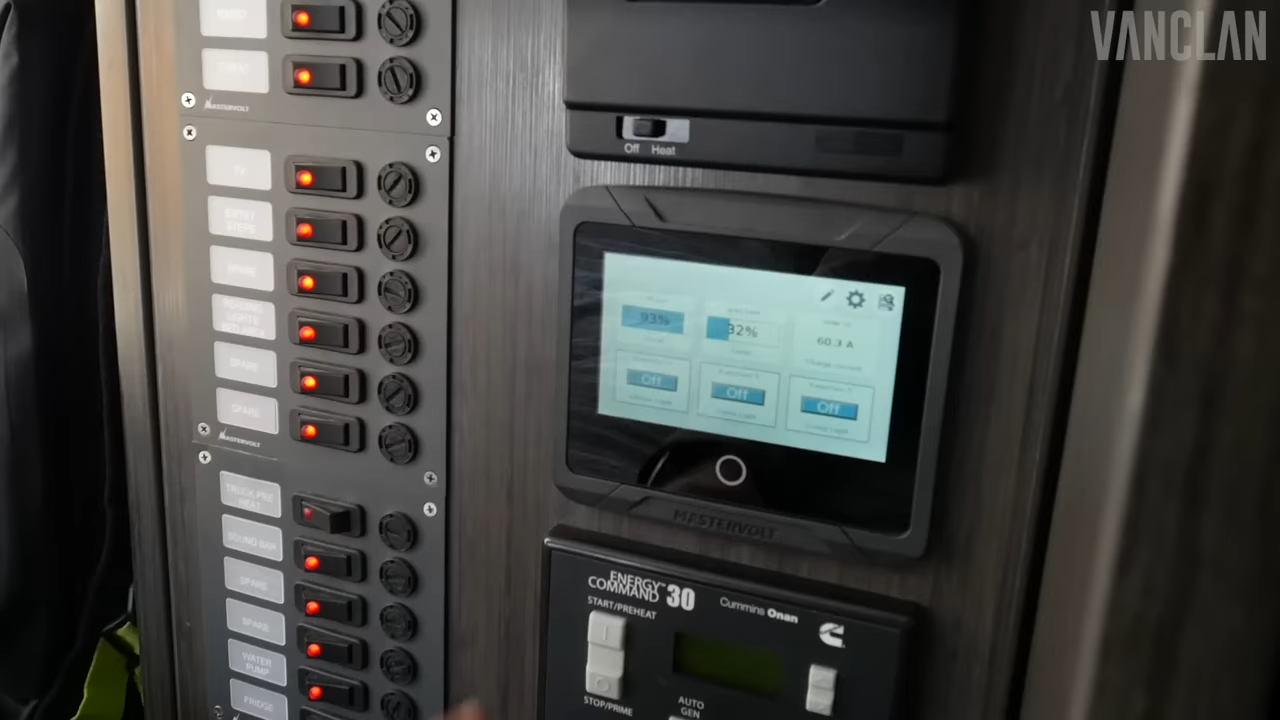 VANCLAN
MASTERVOLT
Off Heat
TV
ENTRY
STEPS
SPARE
LIGHTS
SPARE
SPARE
MASTERVOLT
93%
32%
60.3 A
Off
Off
Off
MASTERVOLT
TRUCK PRE
HEAT
SOUND BAR
SPARE
SPARE
WATER
PUMP
FRIDGE
ENERGY™
COMMAND 30
Cummins Onan
START/PREHEAT
STOP/PRIME
AUTO
GEN